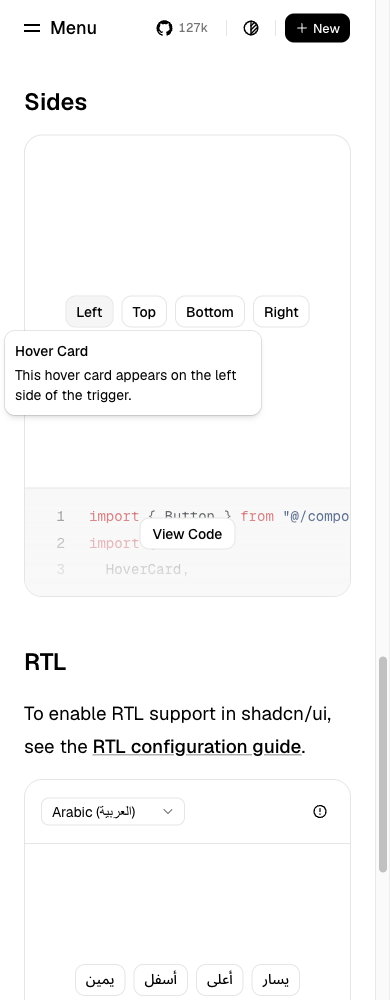 Menu
127k
New
Sides
Left
Top
Bottom
Right
Hover Card
This hover card appears on the left
side of the trigger.
1 import { Button } from "@/compo
View Code
2 import
3 HoverCard,
RTL
To enable RTL support in shadcn/ui,
see the RTL configuration guide.
Arabic (العربية)
يسار
أعلى
أسفل
يمين